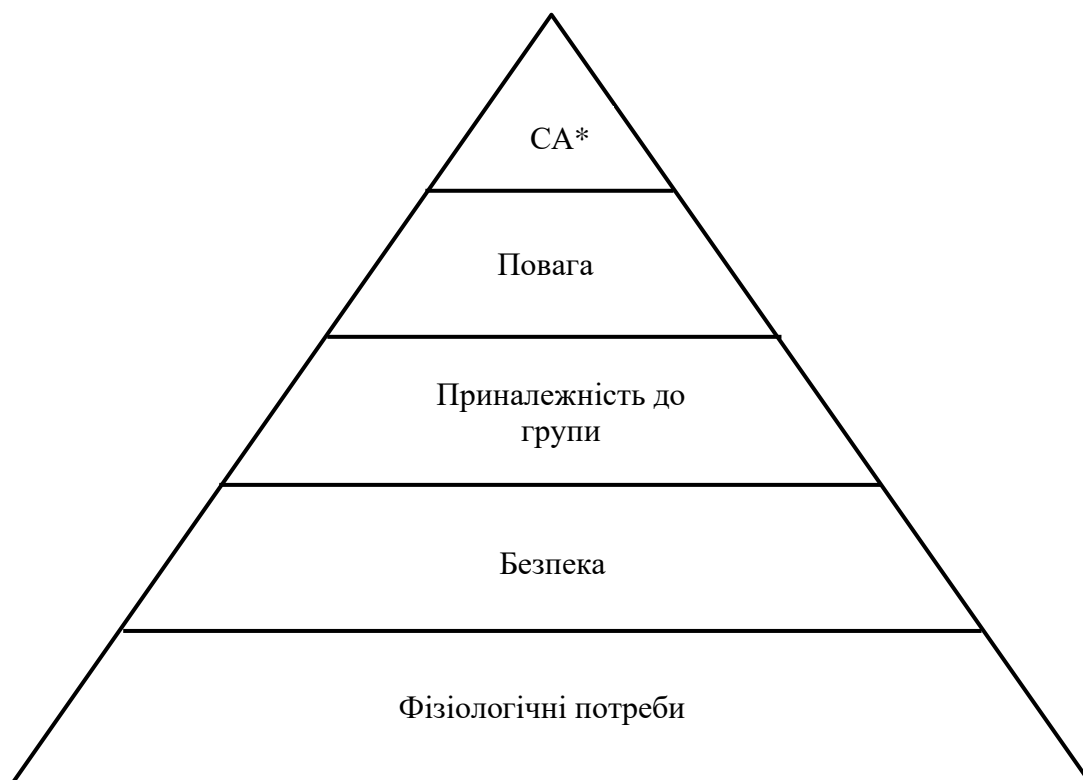 СА*
Повага
Приналежність до
групи
Безпека
Фізіологічні потреби